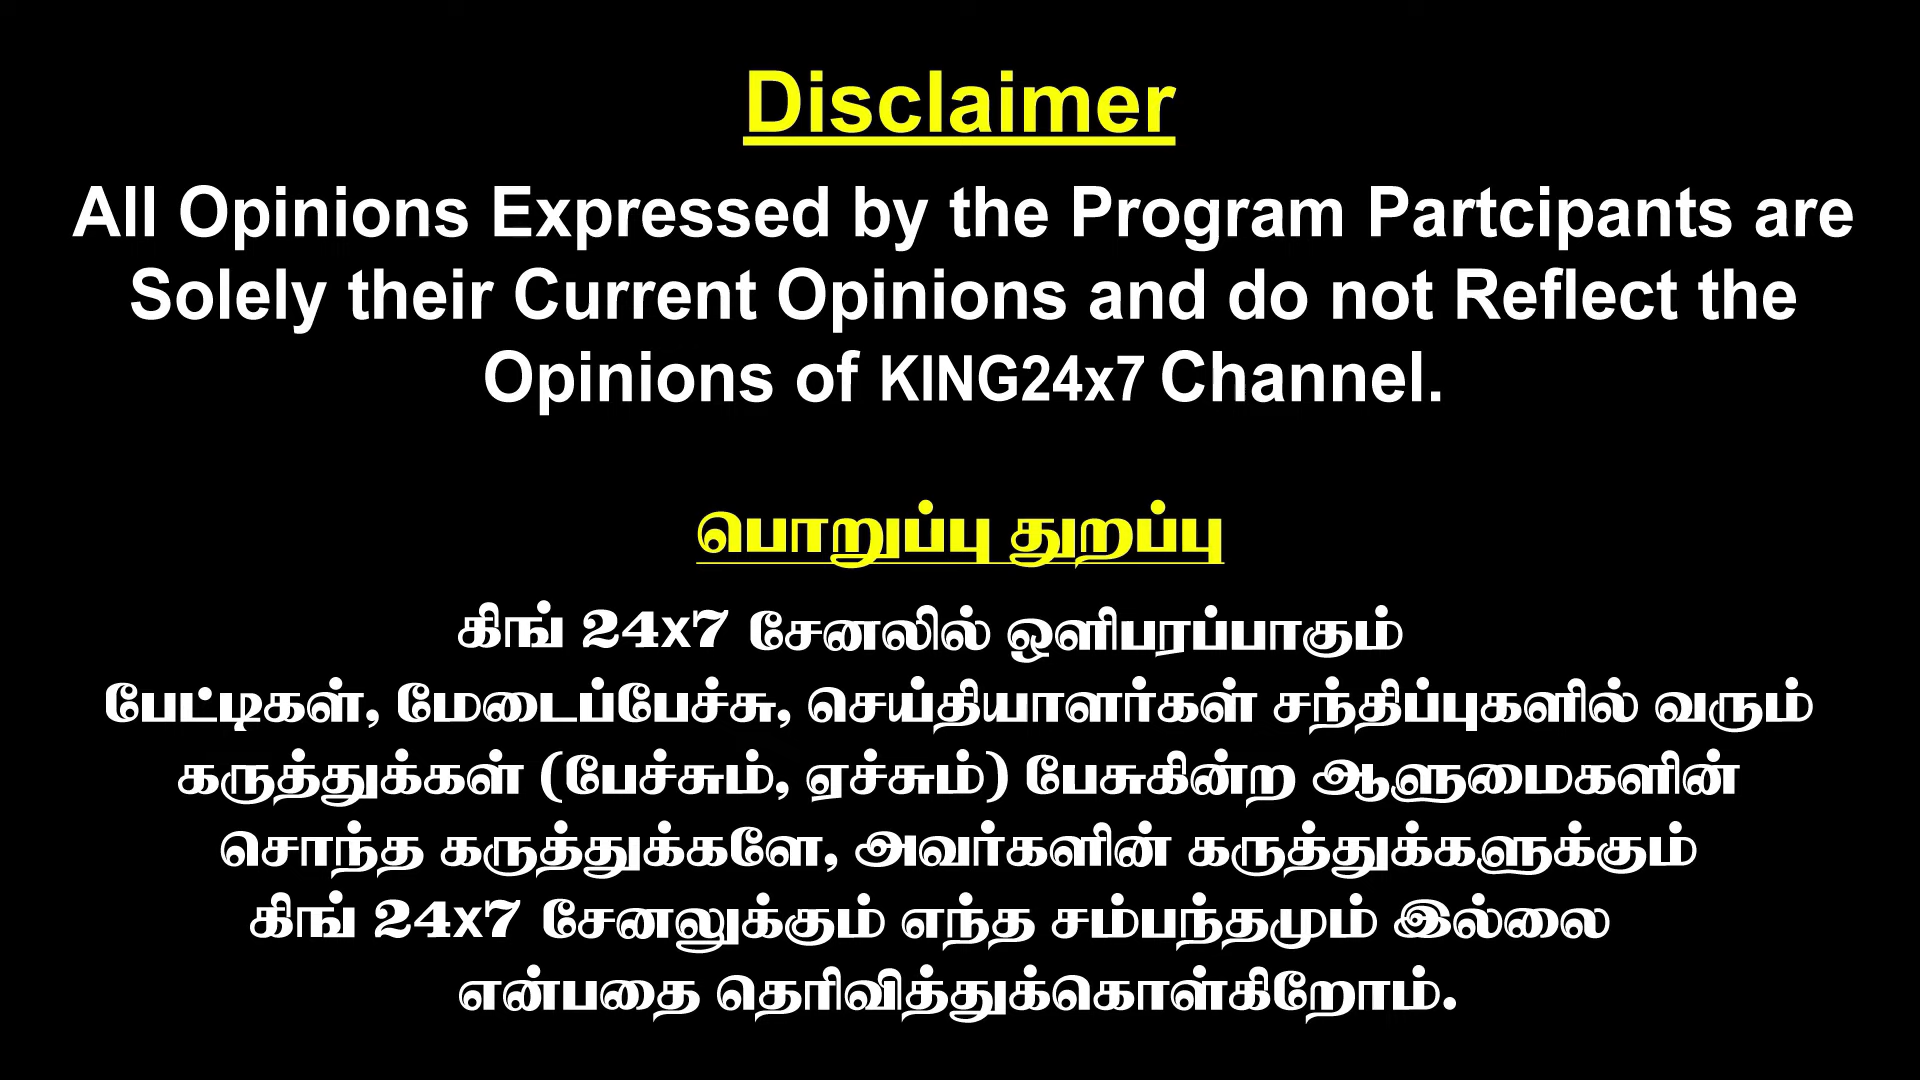 Disclaimer
All Opinions Expressed by the Program Partcipants are
Solely their Current Opinions and do not Reflect the
Opinions of KING24x7 Channel.
பொறுப்பு துறப்பு
கிங் 24x7 சேனலில் ஒளிபரப்பாகும்
பேட்டிகள், மேடைப்பேச்சு, செய்தியாளர்கள் சந்திப்புகளில் வரும்
கருத்துக்கள் (பேச்சும், ஏச்சும்) பேசுகின்ற ஆளுமைகளின்
சொந்த கருத்துக்களே, அவர்களின் கருத்துக்களுக்கும்
கிங் 24x7 சேனலுக்கும் எந்த சம்பந்தமும் இல்லை
என்பதை தெரிவித்துக்கொள்கிறோம்.